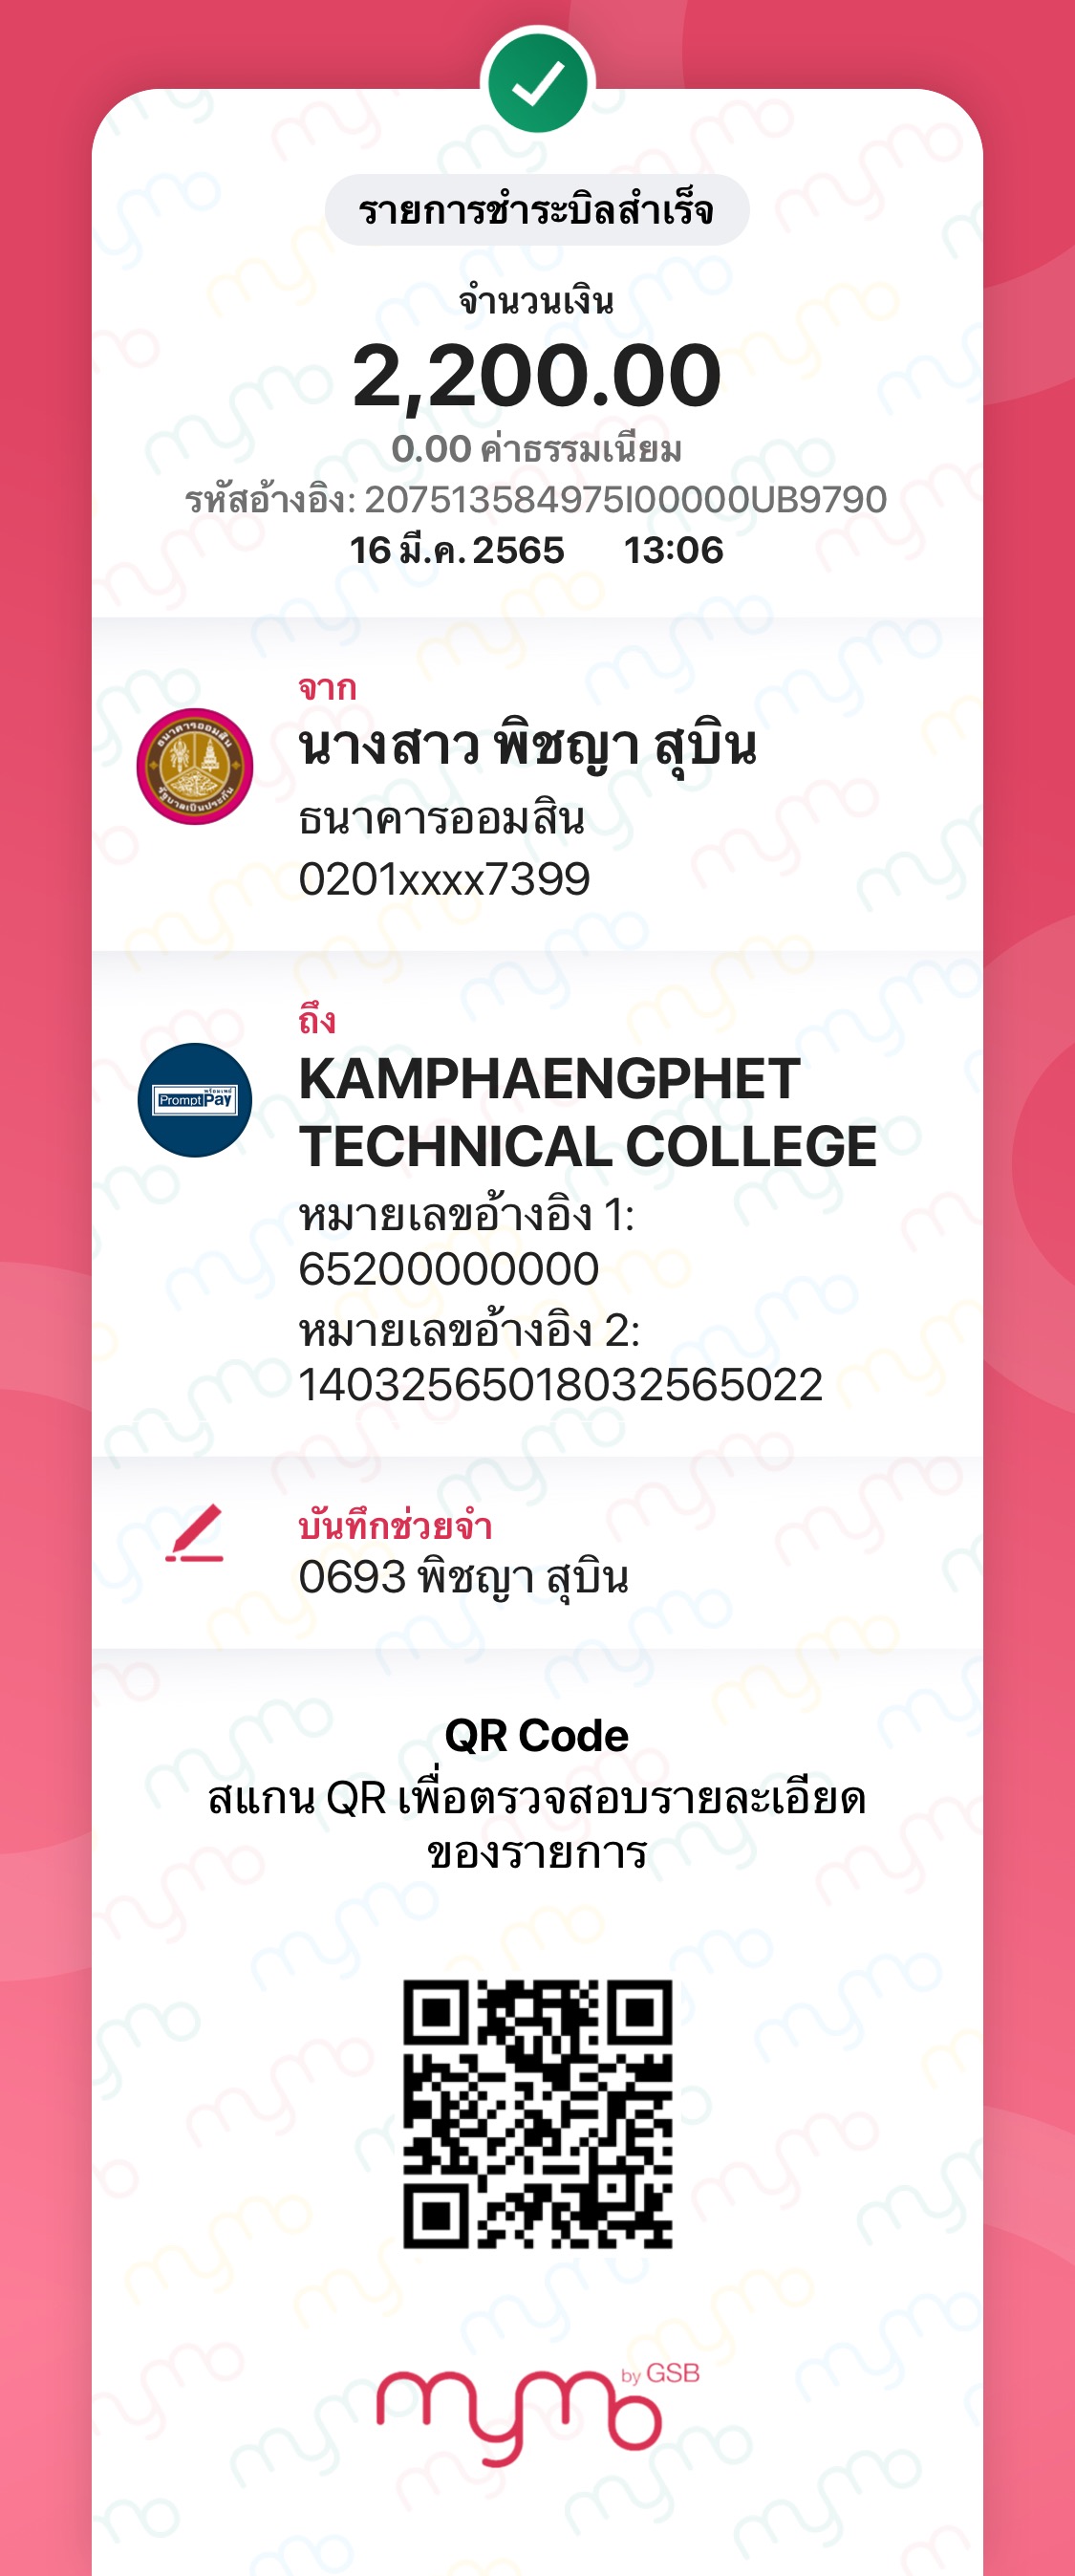 รายการชำระบิลสำเร็จ
จำนวนเงิน
2,200.00
0.00 ค่าธรรมเนียม
รหัสอ้างอิง: 207513584975I00000UB9790
16 มี.ค. 2565 13:06
จาก
นางสาว พิชญา สุบิน
ธนาคารออมสิน
0201xxxx7399
ถึง
พร้อมเพย์
PromptPay
KAMPHAENGPHET
TECHNICAL COLLEGE
หมายเลขอ้างอิง 1:
65200000000
หมายเลขอ้างอิง 2:
14032565018032565022
บันทึกช่วยจำ
0693 พิชญา สุบิน
QR Code
สแกน QR เพื่อตรวจสอบรายละเอียด
ของรายการ
mymo by GSB